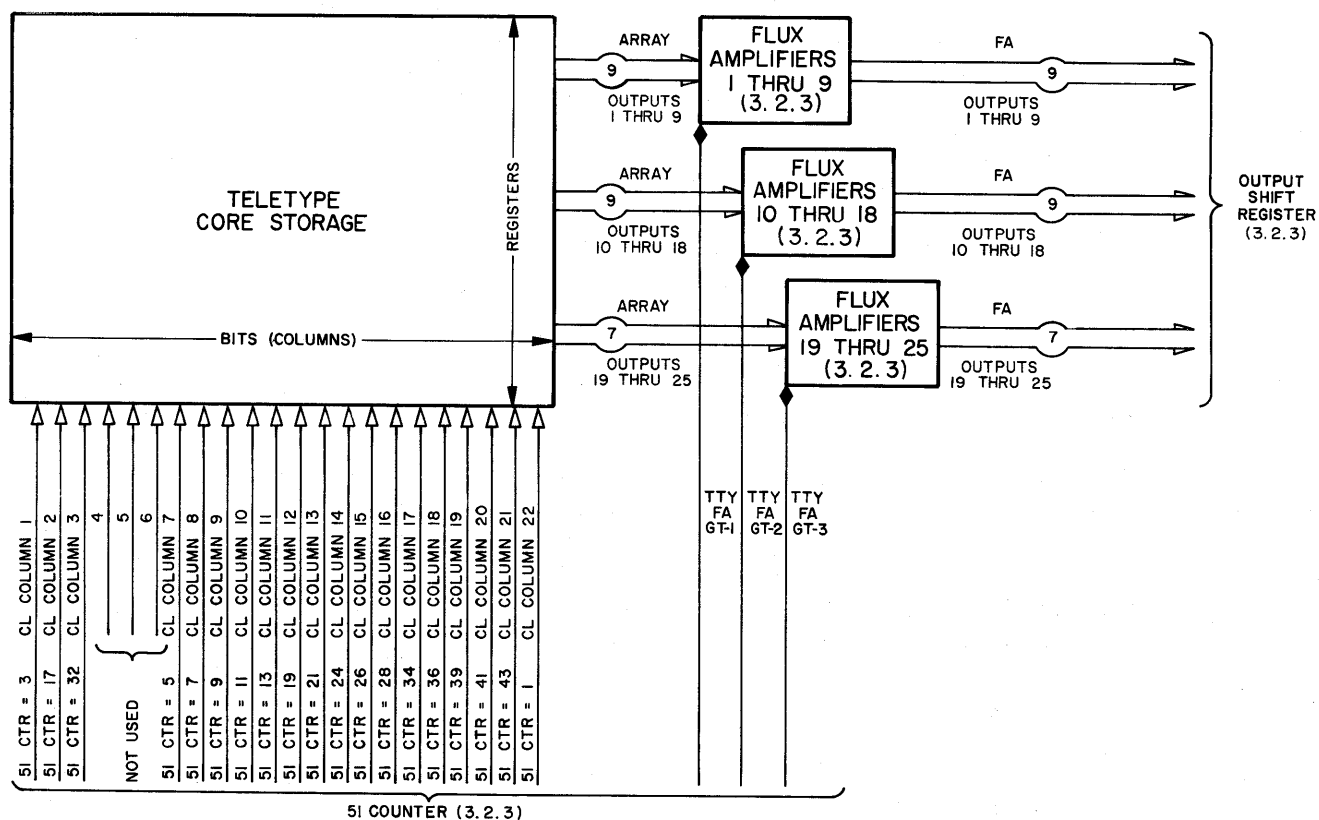 ARRAY
9
OUTPUTS
1 THRU 9
FLUX
AMPLIFIERS
1 THRU 9
(3.2.3)
FA
9
OUTPUTS
1 THRU 9
TELETYPE
CORE STORAGE
REGISTERS
BITS (COLUMNS)
ARRAY
9
OUTPUTS
10 THRU 18
FLUX
AMPLIFIERS
10 THRU 18
(3.2.3)
FA
9
OUTPUTS
10 THRU 18
OUTPUT
SHIFT
REGISTER
(3.2.3)
ARRAY
7
OUTPUTS
19 THRU 25
FLUX
AMPLIFIERS
19 THRU 25
(3.2.3)
FA
7
OUTPUTS
19 THRU 25
51 CTR = 3 CL COLUMN 1
51 CTR = 17 CL COLUMN 2
51 CTR = 32 CL COLUMN 3
4
5
6
NOT USED
51 CTR = 5 CL COLUMN 7
51 CTR = 7 CL COLUMN 8
51 CTR = 9 CL COLUMN 9
51 CTR = 11 CL COLUMN 10
51 CTR = 13 CL COLUMN 11
51 CTR = 19 CL COLUMN 12
51 CTR = 21 CL COLUMN 13
51 CTR = 24 CL COLUMN 14
51 CTR = 26 CL COLUMN 15
51 CTR = 28 CL COLUMN 16
51 CTR = 34 CL COLUMN 17
51 CTR = 36 CL COLUMN 18
51 CTR = 39 CL COLUMN 19
51 CTR = 41 CL COLUMN 20
51 CTR = 43 CL COLUMN 21
51 CTR = 1 CL COLUMN 22
TTY
FA
GT-1
TTY
FA
GT-2
TTY
FA
GT-3
51 COUNTER (3.2.3)